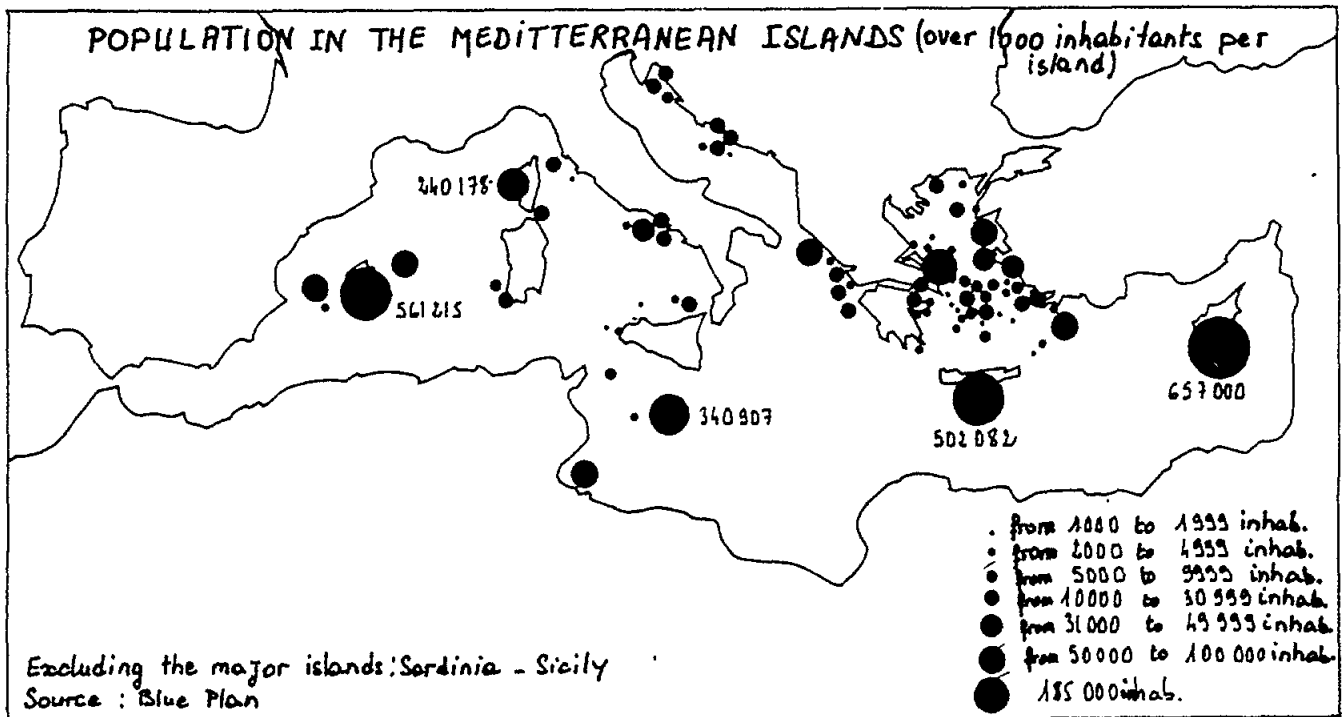 POPULATION IN THE MEDITERRANEAN ISLANDS (over 1000 inhabitants per
island)
240 178
561 215
340 907
502 082
657 000
. from 1000 to 1999 inhab.
from 2000 to 4999 inhab.
from 5000 to 9999 inhab.
from 10000 to 30 999 inhab.
from 31 000 to 49 999 inhab.
from 50000 to 100 000 inhab.
185 000 inhab.
Excluding the major islands: Sardinia - Sicily
Source : Blue Plan